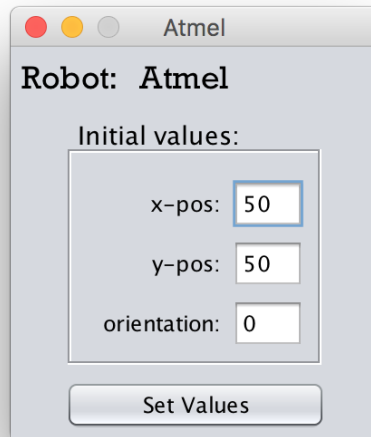 Atmel
Robot: Atmel
Initial values:
x-pos: 50
y-pos: 50
orientation: 0
Set Values